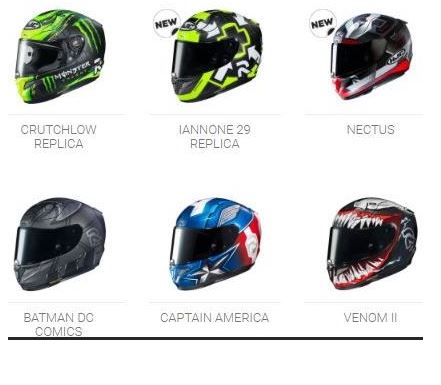 NEW
NEW
MONSTER
CRUTCHLOW
REPLICA
IANNONE 29
REPLICA
NECTUS
BATMAN DC
COMICS
CAPTAIN AMERICA
VENOM II